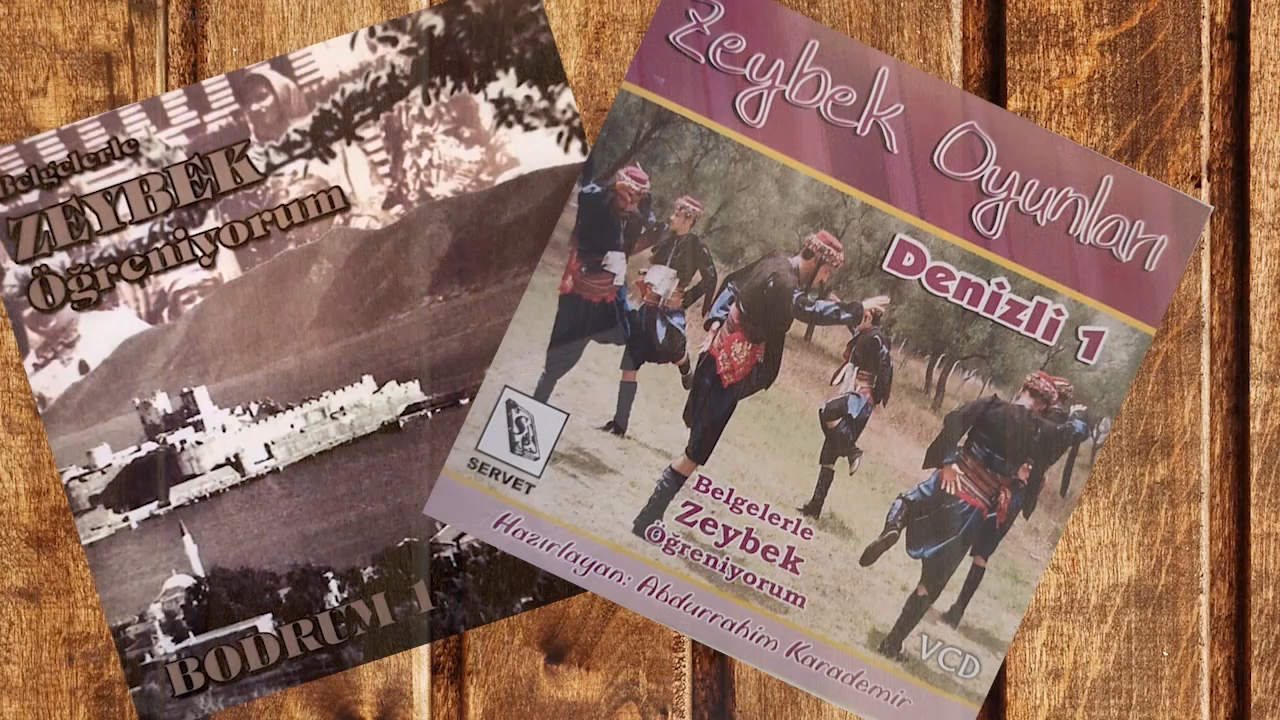 Belgelerle
ZEYBEK
Öğreniyorum
BODRUM 1
Zeybek Oyunları
Denizli 1
SERVET
Belgelerle
Zeybek
Öğreniyorum
Hazırlayan: Abdurrahim Karademir
VCD